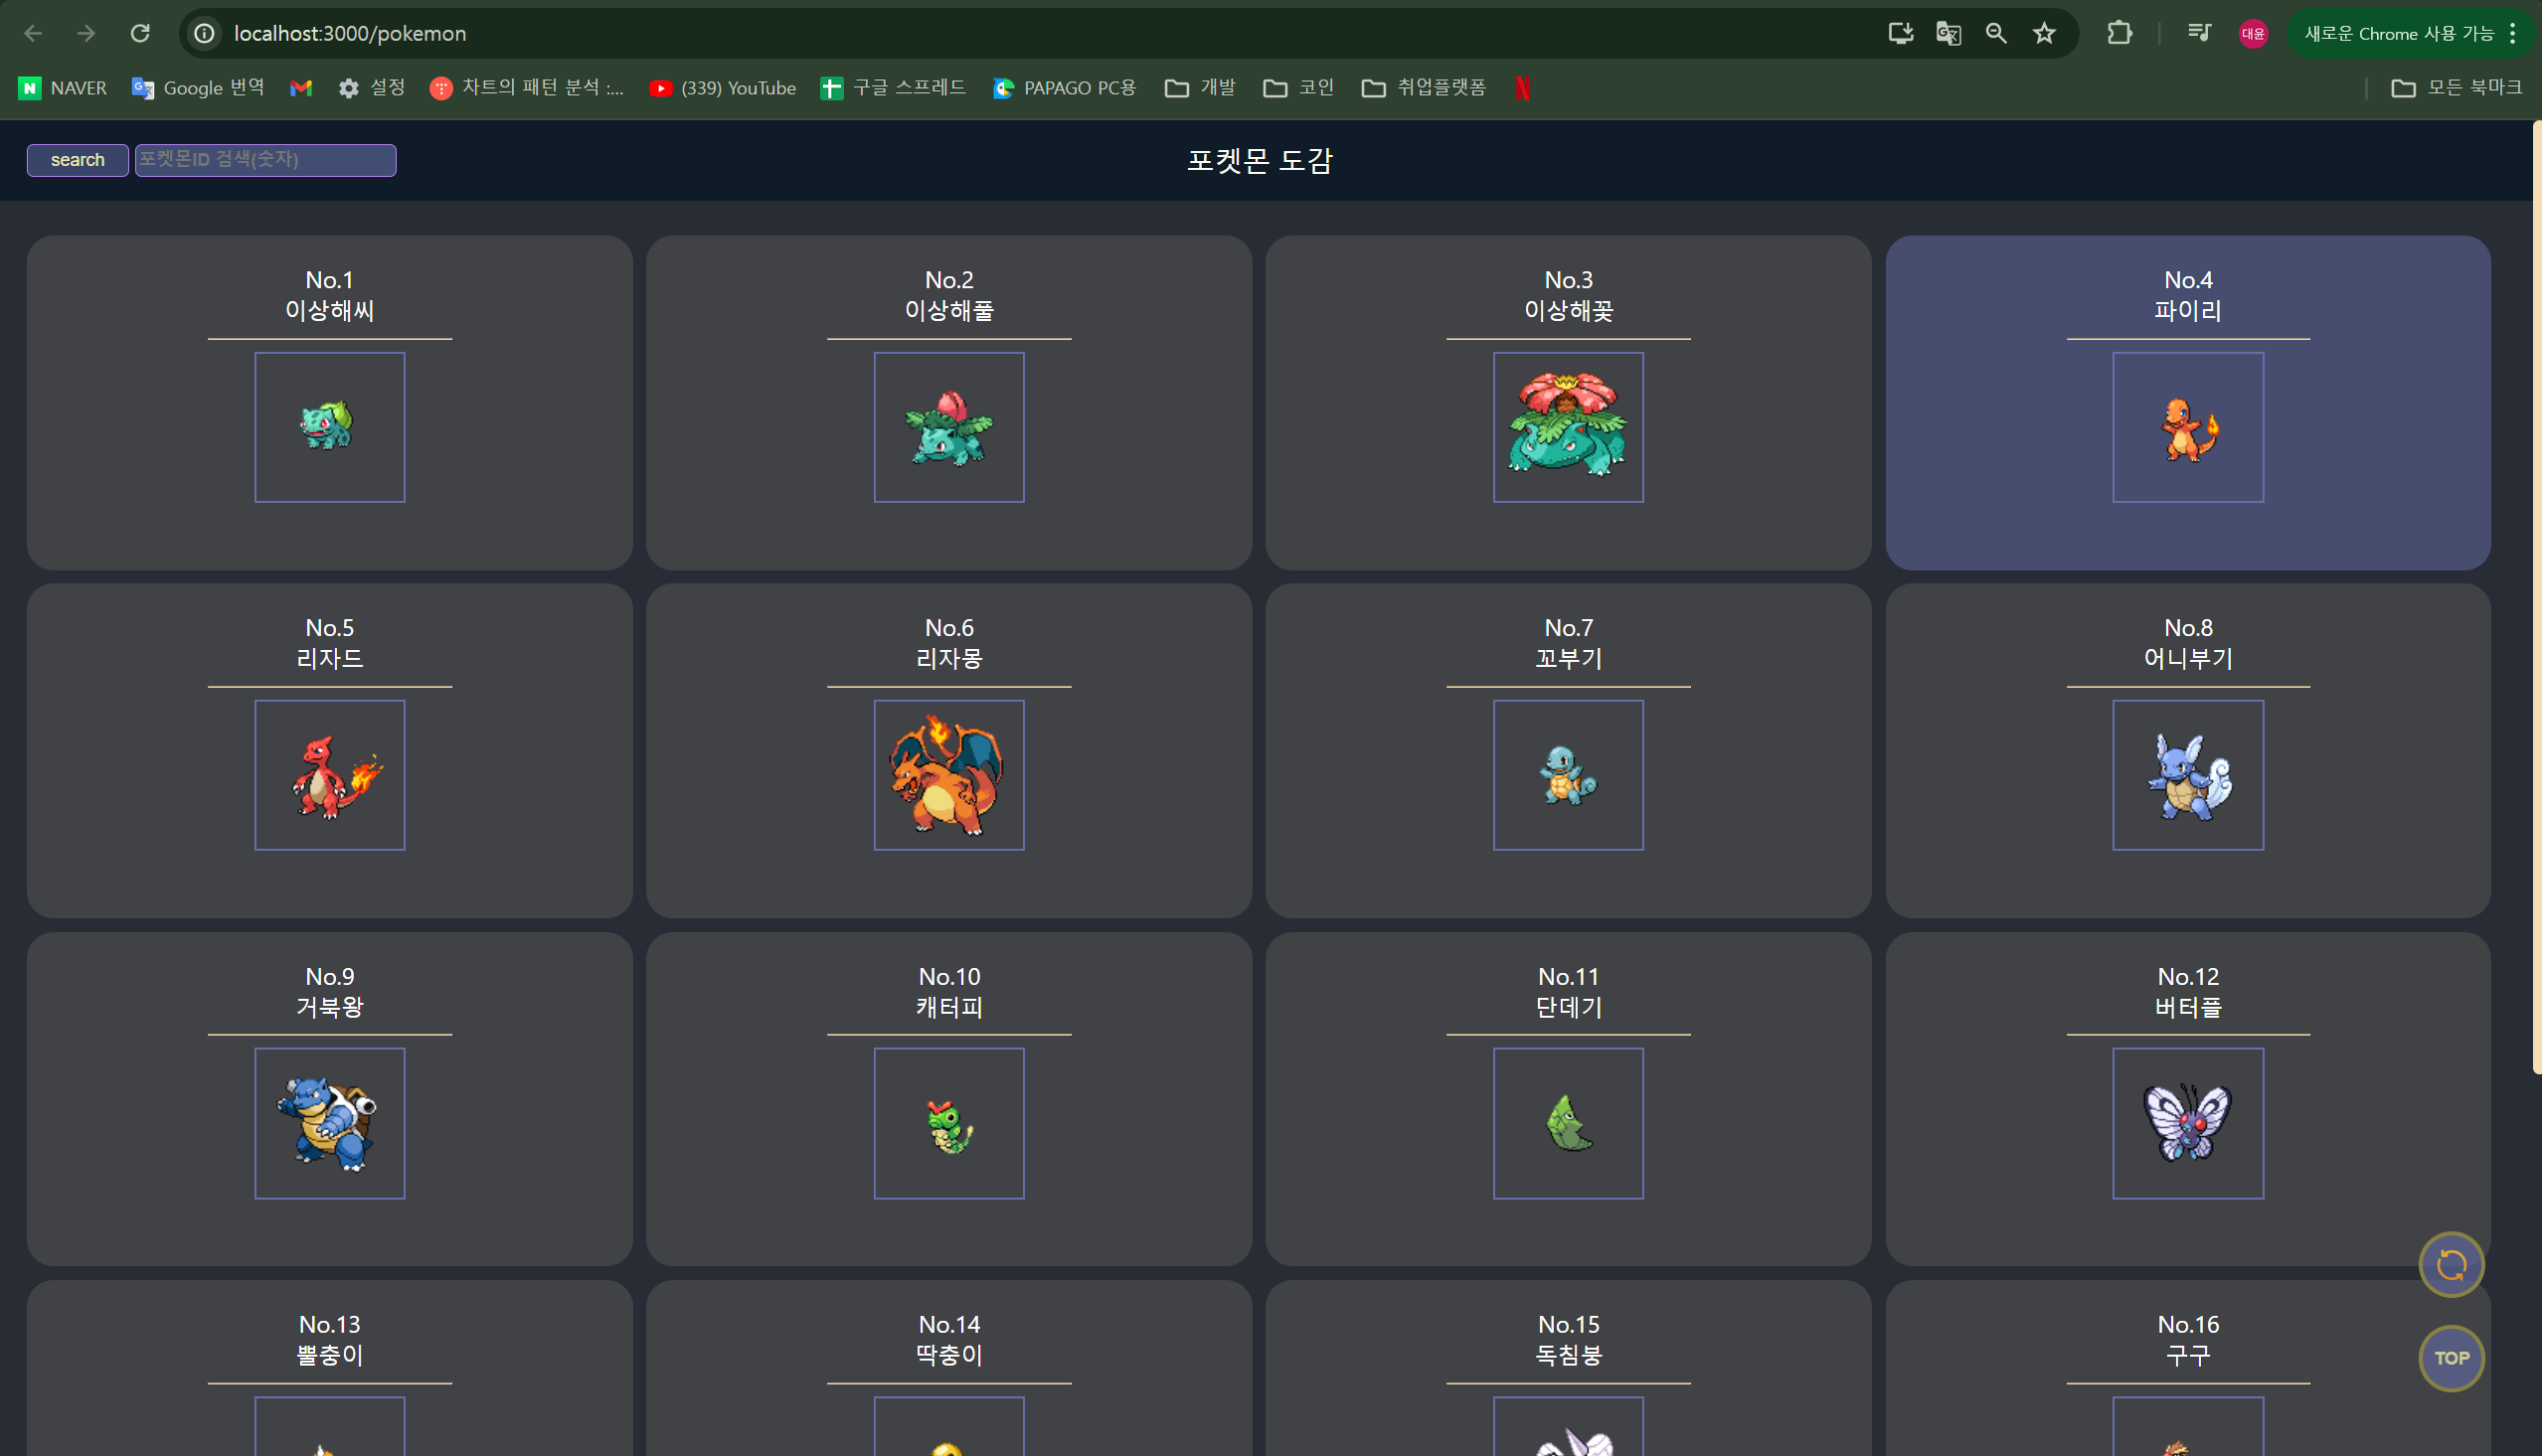 localhost:3000/pokemon
대윤
새로운 Chrome 사용 가능
NAVER
Google 번역
설정
차트의 패턴 분석 :...
(339) YouTube
구글 스프레드
PAPAGO PC용
개발
코인
취업플랫폼
모든 북마크
search
포켓몬ID 검색(숫자)
포켓몬 도감
No.1
이상해씨
No.2
이상해풀
No.3
이상해꽃
No.4
파이리
No.5
리자드
No.6
리자몽
No.7
꼬부기
No.8
어니부기
No.9
거북왕
No.10
캐터피
No.11
단데기
No.12
버터플
No.13
뿔충이
No.14
딱충이
No.15
독침붕
No.16
구구
TOP